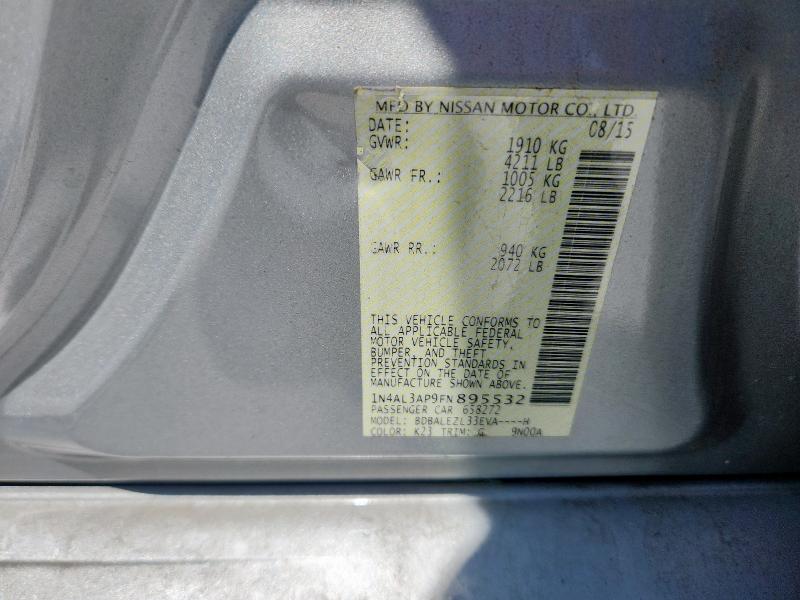 MFD BY NISSAN MOTOR CO., LTD.
DATE: 08/15
GVWR: 1910 KG
4211 LB
GAWR FR.: 1005 KG
2216 LB
GAWR RR.: 940 KG
2072 LB
THIS VEHICLE CONFORMS TO
ALL APPLICABLE FEDERAL
MOTOR VEHICLE SAFETY,
BUMPER, AND THEFT
PREVENTION STANDARDS IN
EFFECT ON THE DATE OF
MANUFACTURE SHOWN ABOVE.
1N4AL3AP9FN895532
PASSENGER CAR 658272
MODEL: BDBALEZL33EVA----H
COLOR: K23 TRIM: G 9N00A